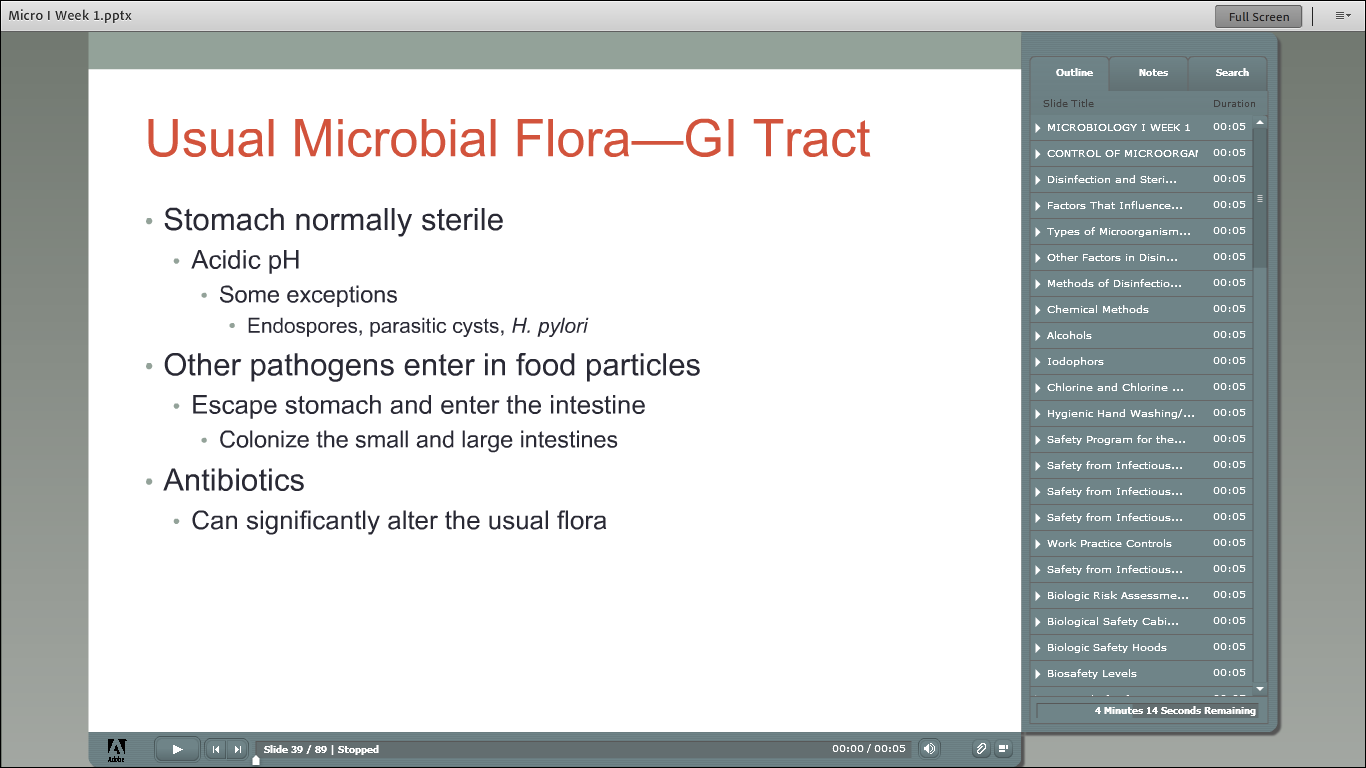 Micro I Week 1.pptx
Full Screen
Usual Microbial Flora—GI Tract
• Stomach normally sterile
• Acidic pH
• Some exceptions
• Endospores, parasitic cysts, H. pylori
• Other pathogens enter in food particles
• Escape stomach and enter the intestine
• Colonize the small and large intestines
• Antibiotics
• Can significantly alter the usual flora
Outline Notes Search
Slide Title Duration
MICROBIOLOGY I WEEK 1 00:05
CONTROL OF MICROORGAN 00:05
Disinfection and Steri... 00:05
Factors That Influence... 00:05
Types of Microorganism... 00:05
Other Factors in Disin... 00:05
Methods of Disinfectio... 00:05
Chemical Methods 00:05
Alcohols 00:05
Iodophors 00:05
Chlorine and Chlorine ... 00:05
Hygienic Hand Washing/... 00:05
Safety Program for the... 00:05
Safety from Infectious... 00:05
Safety from Infectious... 00:05
Safety from Infectious... 00:05
Work Practice Controls 00:05
Safety from Infectious... 00:05
Biologic Risk Assessme... 00:05
Biological Safety Cabi... 00:05
Biologic Safety Hoods 00:05
Biosafety Levels 00:05
4 Minutes 14 Seconds Remaining
Adobe
Slide 39 / 89 | Stopped 00:00 / 00:05